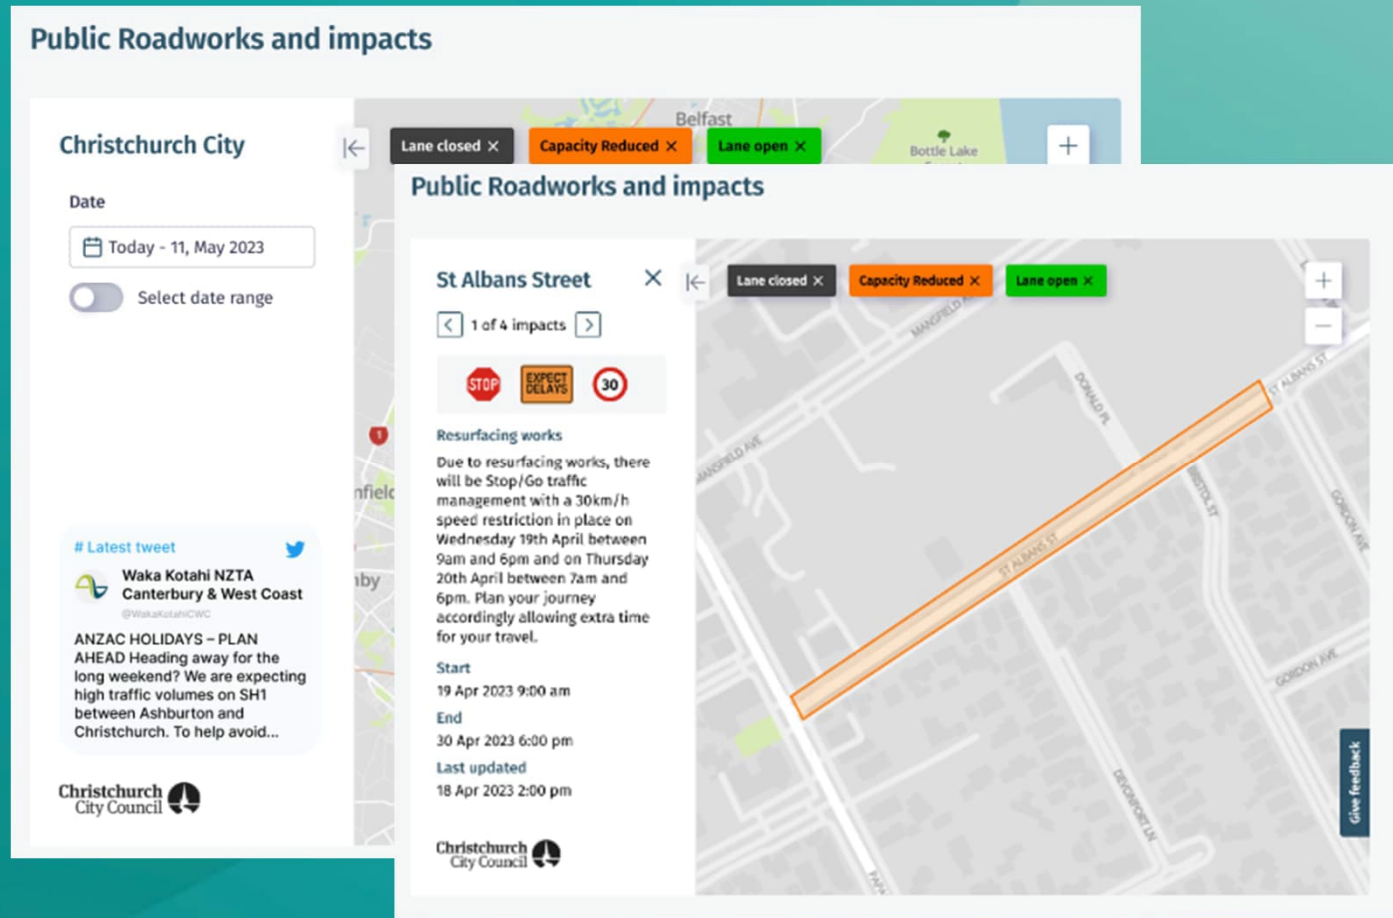 Public Roadworks and impacts
Christchurch City
Date
Today - 11, May 2023
Select date range
# Latest tweet
Waka Kotahi NZTA
Canterbury & West Coast
@WakaKotahiCWC
ANZAC HOLIDAYS – PLAN
AHEAD Heading away for the
long weekend? We are expecting
high traffic volumes on SH1
between Ashburton and
Christchurch. To help avoid...
Christchurch
City Council
Lane closed ×
Capacity Reduced ×
Lane open ×
Belfast
Bottle Lake
+
1
Public Roadworks and impacts
St Albans Street
1 of 4 impacts
STOP
EXPECT
DELAYS
30
Resurfacing works
Due to resurfacing works, there
will be Stop/Go traffic
management with a 30km/h
speed restriction in place on
Wednesday 19th April between
9am and 6pm and on Thursday
20th April between 7am and
6pm. Plan your journey
accordingly allowing extra time
for your travel.
Start
19 Apr 2023 9:00 am
End
30 Apr 2023 6:00 pm
Last updated
18 Apr 2023 2:00 pm
Christchurch
City Council
Lane closed ×
Capacity Reduced ×
Lane open ×
+
−
MANSFIELD AVE
DONALD PL
ST ALBANS ST
MANSFIELD AVE
BRISTOL ST
GORDON AVE
ST ALBANS ST
GORDON AVE
DEVONPORT LN
Give feedback